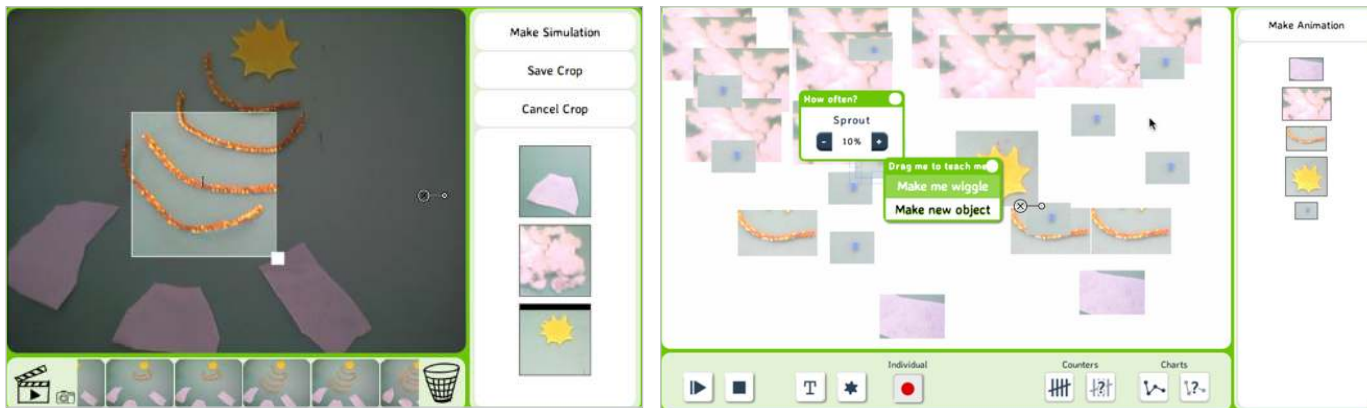 Make Simulation
Save Crop
Cancel Crop
Make Animation
How often?
Sprout
- 10% +
Drag me to teach me
Make me wiggle
Make new object
Individual
Counters
Charts
T
?
?